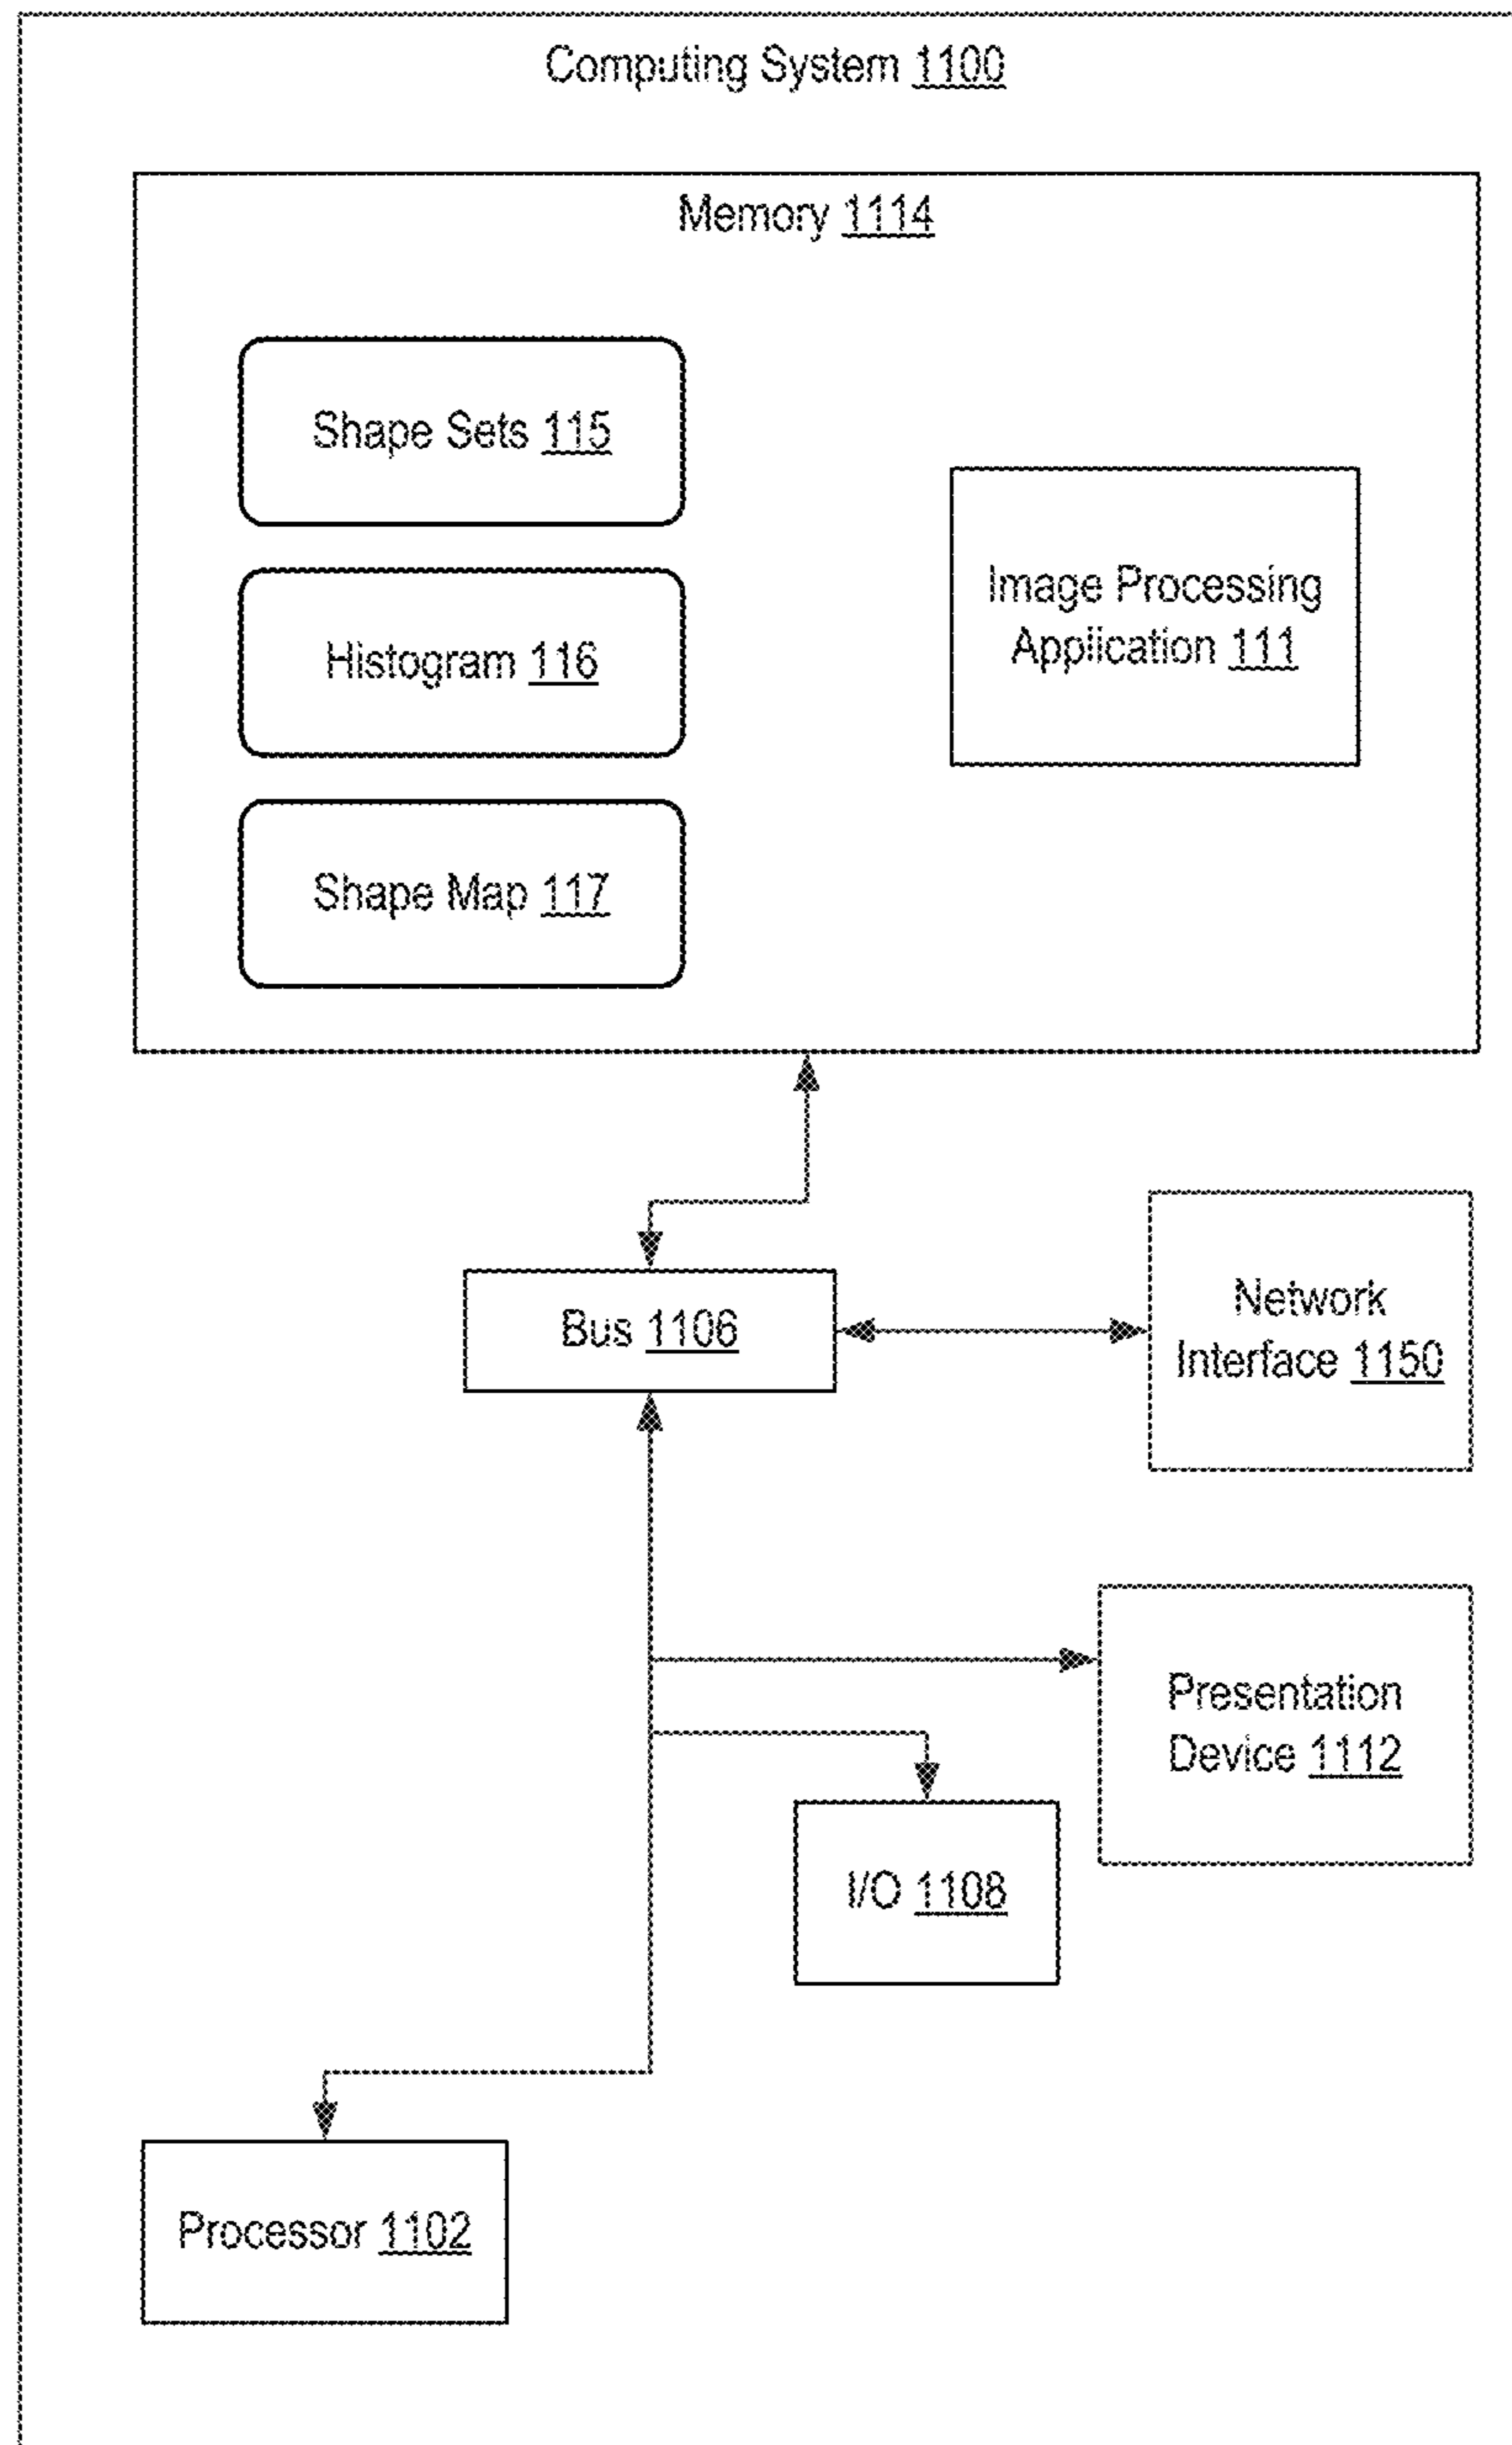 Computing System 1100
Memory 1114
Shape Sets 115
Histogram 116
Shape Map 117
Image Processing
Application 111
Bus 1106
Network
Interface 1150
Presentation
Device 1112
I/O 1108
Processor 1102